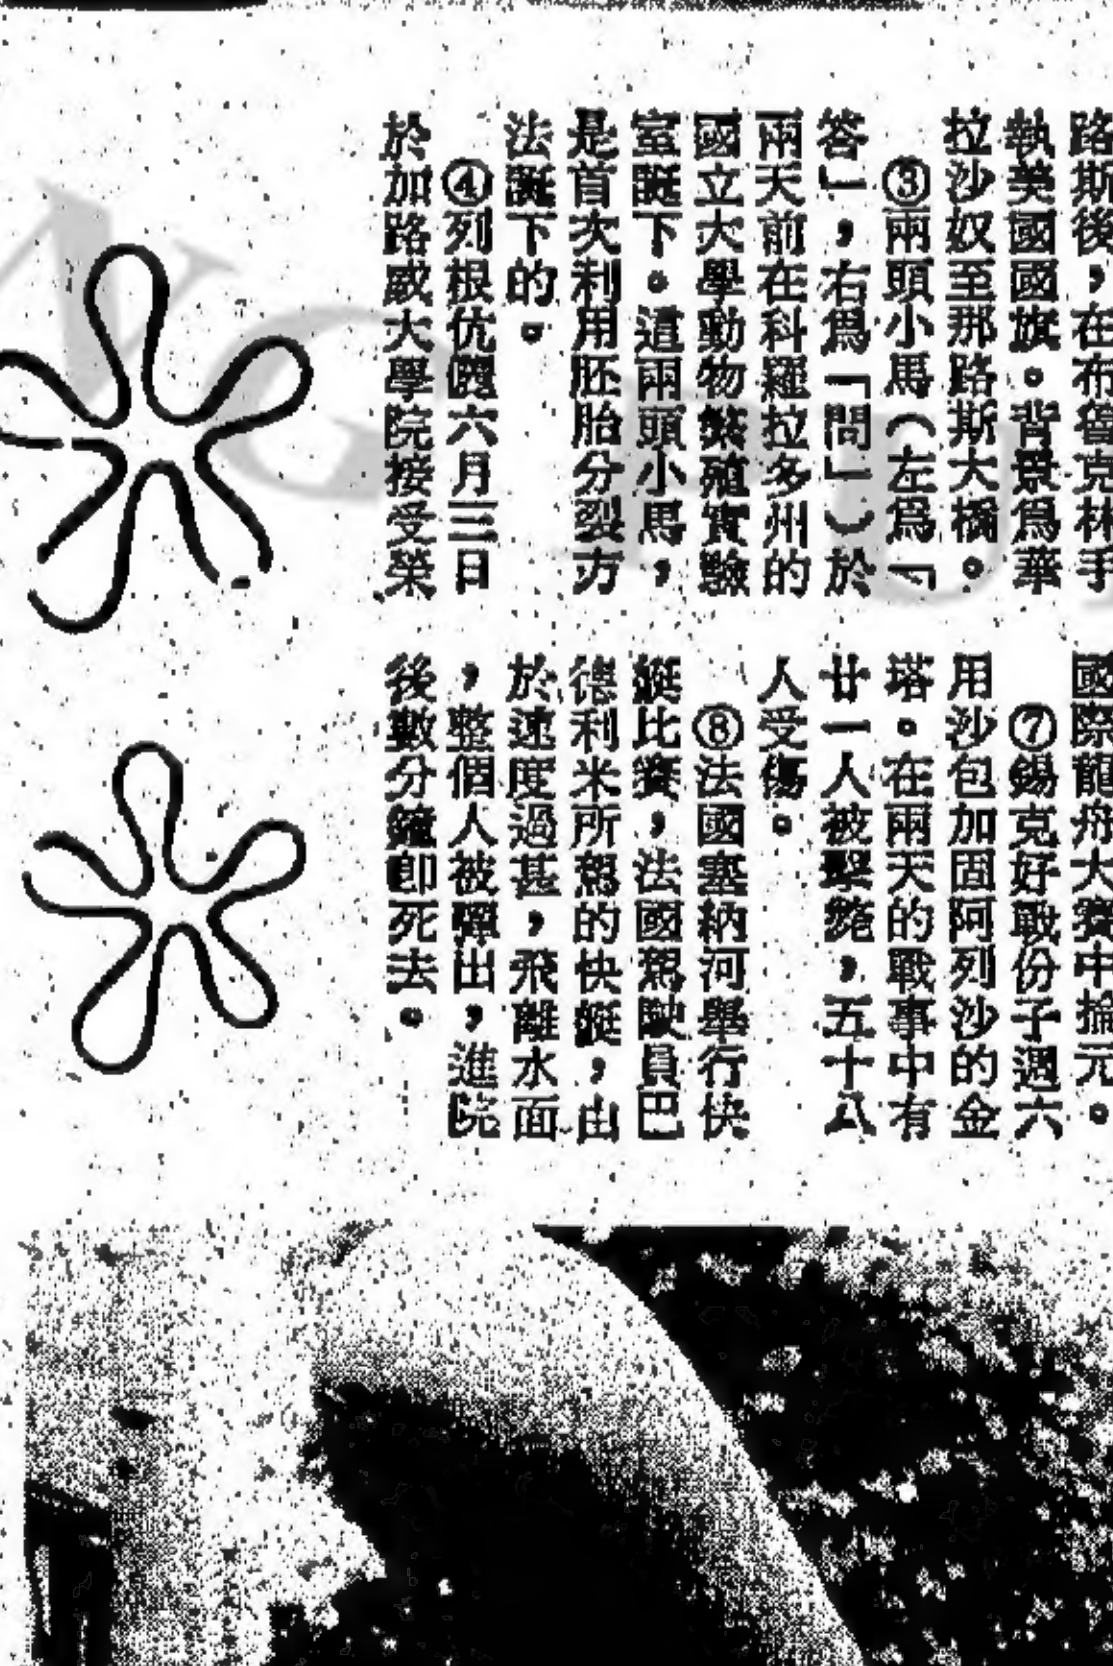 路斯後，在布魯克林手
執美國國旗。背景爲華
拉沙奴至那路斯大橋。
③兩頭小馬（左爲「
答」，右爲「問」）於
兩天前在科羅拉多州的
國立大學動物繁殖實驗
室誕下。這兩頭小馬，
是首次利用胚胎分裂方
法誕下的。
④列根伉儷六月三日
於加路威大學院接受榮
國際龍舟大賽中掄元。
⑦錫克好戰份子週六
用沙包加固阿列沙的金
塔。在兩天的戰事中有
廿一人被擊斃，五十八
人受傷。
⑧法國塞納河舉行快
艇比賽，法國駕駛員巴
德利米所駕的快艇，由
於速度過甚，飛離水面
，整個人被彈出，進院
後數分鐘即死去。